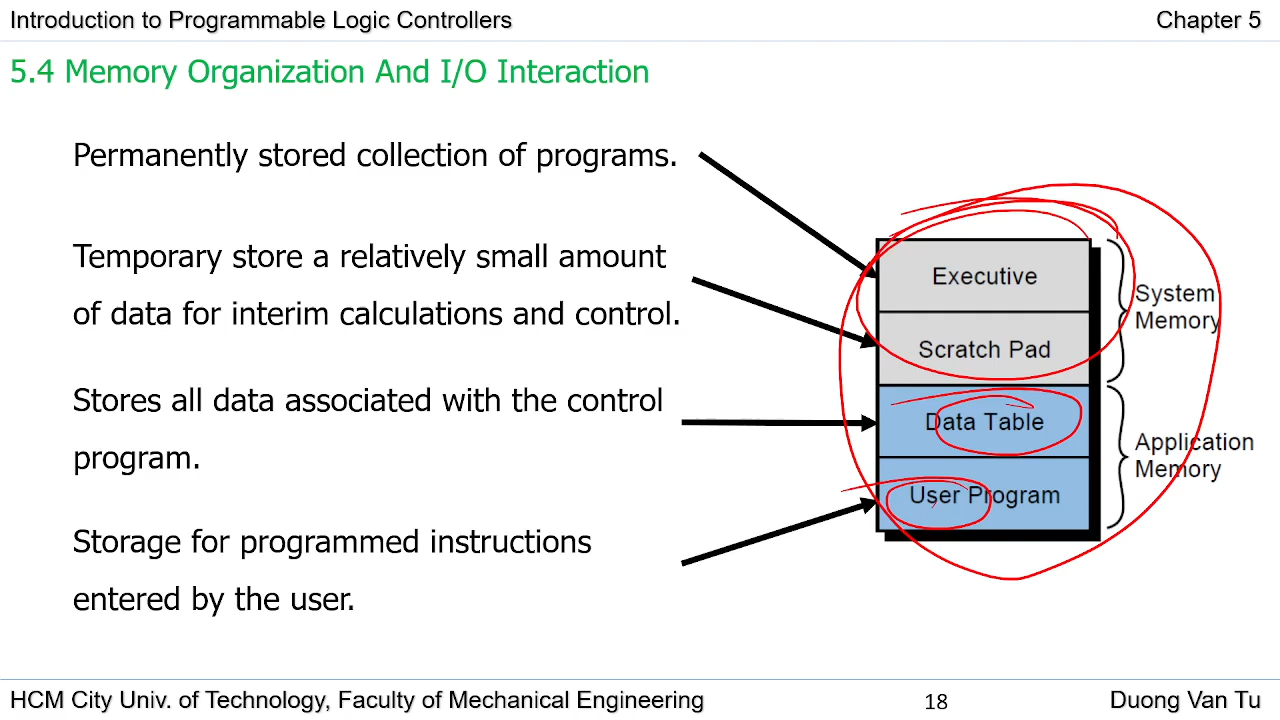 Introduction to Programmable Logic Controllers
Chapter 5
5.4 Memory Organization And I/O Interaction
Permanently stored collection of programs.
Temporary store a relatively small amount
of data for interim calculations and control.
Stores all data associated with the control
program.
Storage for programmed instructions
entered by the user.
Executive
Scratch Pad
Data Table
User Program
System
Memory
Application
Memory
HCM City Univ. of Technology, Faculty of Mechanical Engineering
18
Duong Van Tu